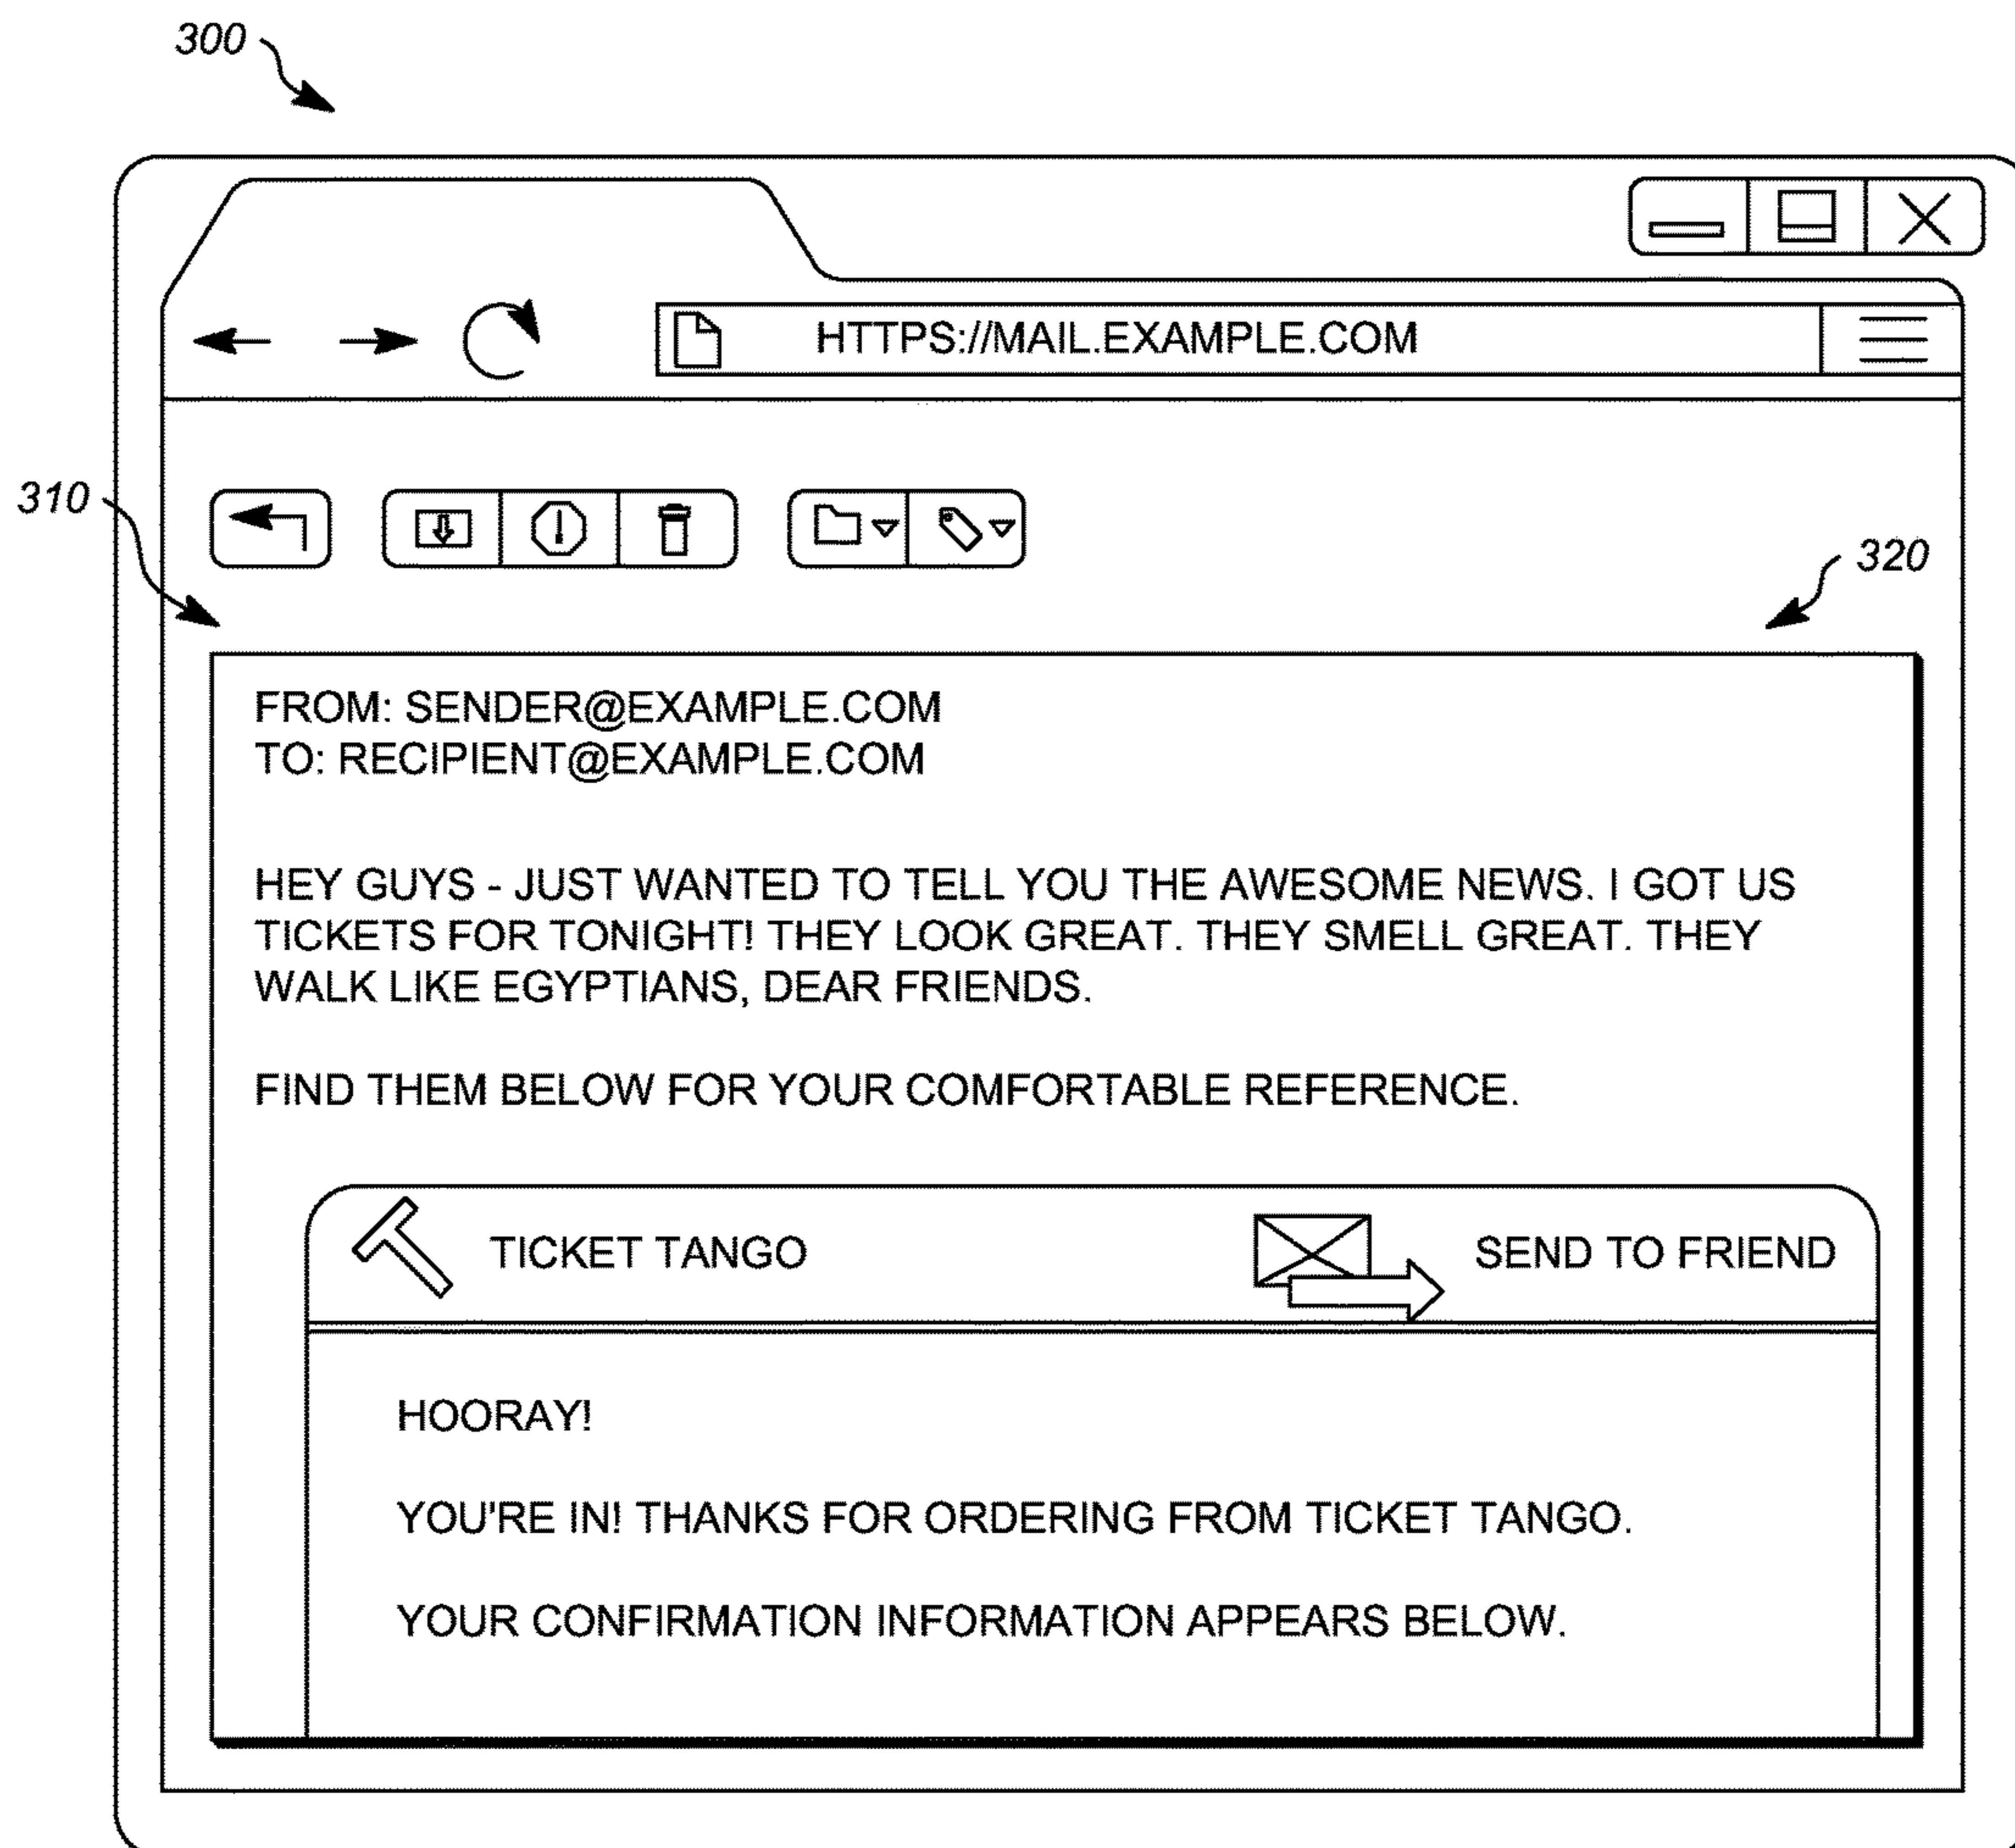 300
HTTPS://MAIL.EXAMPLE.COM
310
320
FROM: SENDER@EXAMPLE.COM
TO: RECIPIENT@EXAMPLE.COM
HEY GUYS - JUST WANTED TO TELL YOU THE AWESOME NEWS. I GOT US
TICKETS FOR TONIGHT! THEY LOOK GREAT. THEY SMELL GREAT. THEY
WALK LIKE EGYPTIANS, DEAR FRIENDS.
FIND THEM BELOW FOR YOUR COMFORTABLE REFERENCE.
TICKET TANGO
SEND TO FRIEND
HOORAY!
YOU'RE IN! THANKS FOR ORDERING FROM TICKET TANGO.
YOUR CONFIRMATION INFORMATION APPEARS BELOW.